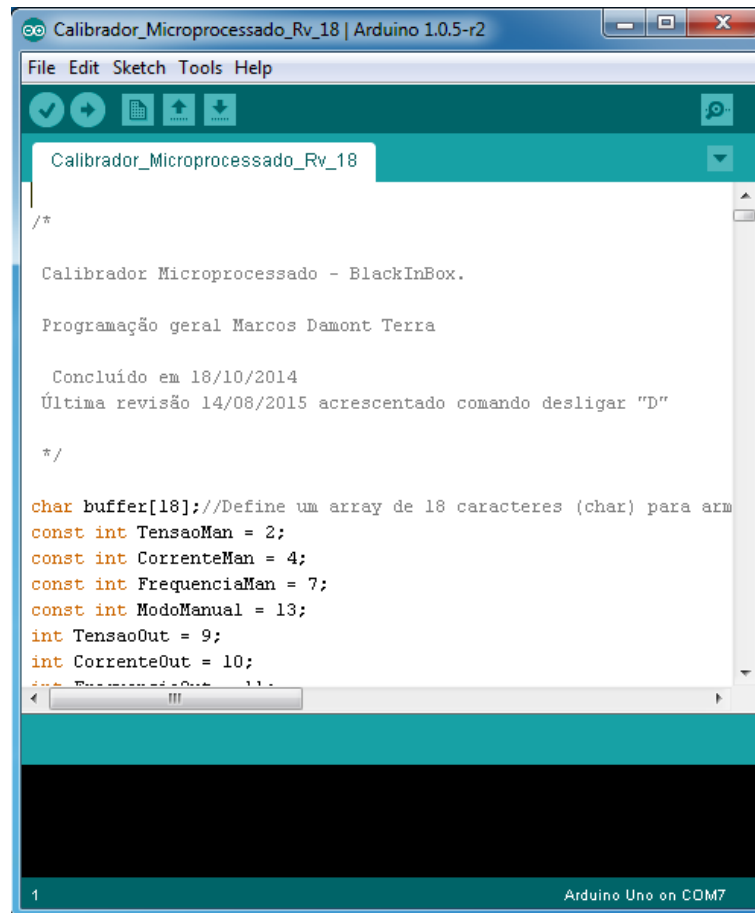 Calibrador_Microprocessado_Rv_18 | Arduino 1.0.5-r2
File Edit Sketch Tools Help
Calibrador_Microprocessado_Rv_18
/*
Calibrador Microprocessado - BlackInBox.
Programação geral Marcos Damont Terra
Concluído em 18/10/2014
Última revisão 14/08/2015 acrescentado comando desligar "D"
*/
char buffer[18];//Define um array de 18 caracteres (char) para arm
const int TensaoMan = 2;
const int CorrenteMan = 4;
const int FrequenciaMan = 7;
const int ModoManual = 13;
int TensaoOut = 9;
int CorrenteOut = 10;
1
Arduino Uno on COM7